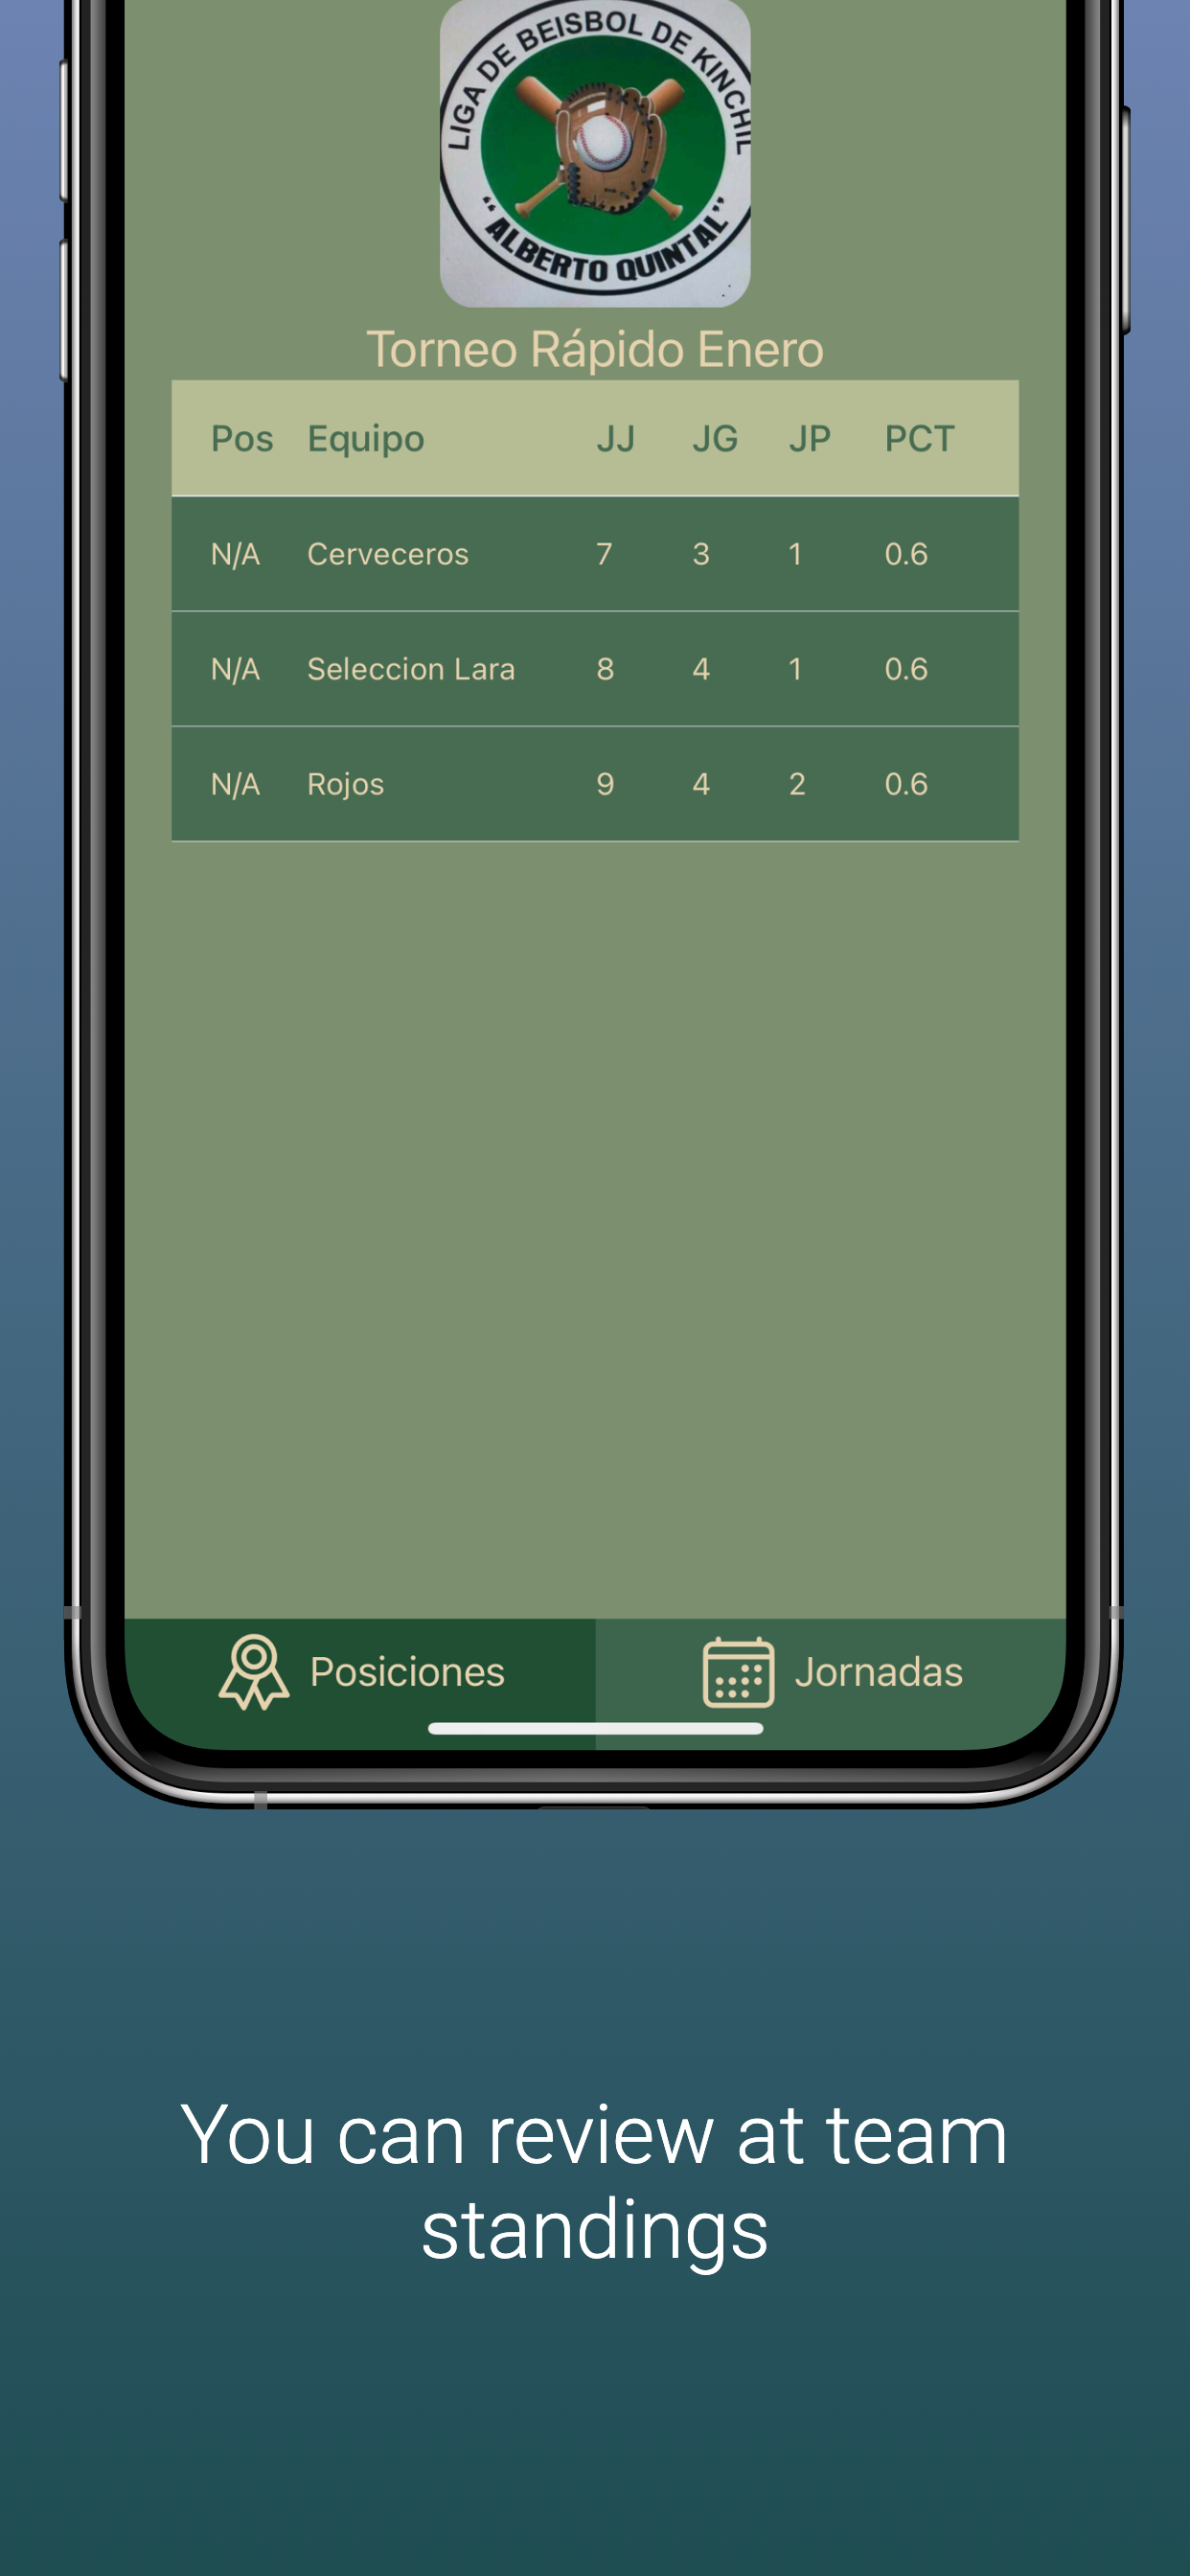 LIGA DE BEISBOL DE KINCHIL
“ALBERTO QUINTAL”
Torneo Rápido Enero
Pos Equipo JJ JG JP PCT
N/A Cerveceros 7 3 1 0.6
N/A Seleccion Lara 8 4 1 0.6
N/A Rojos 9 4 2 0.6
Posiciones Jornadas
You can review at team
standings